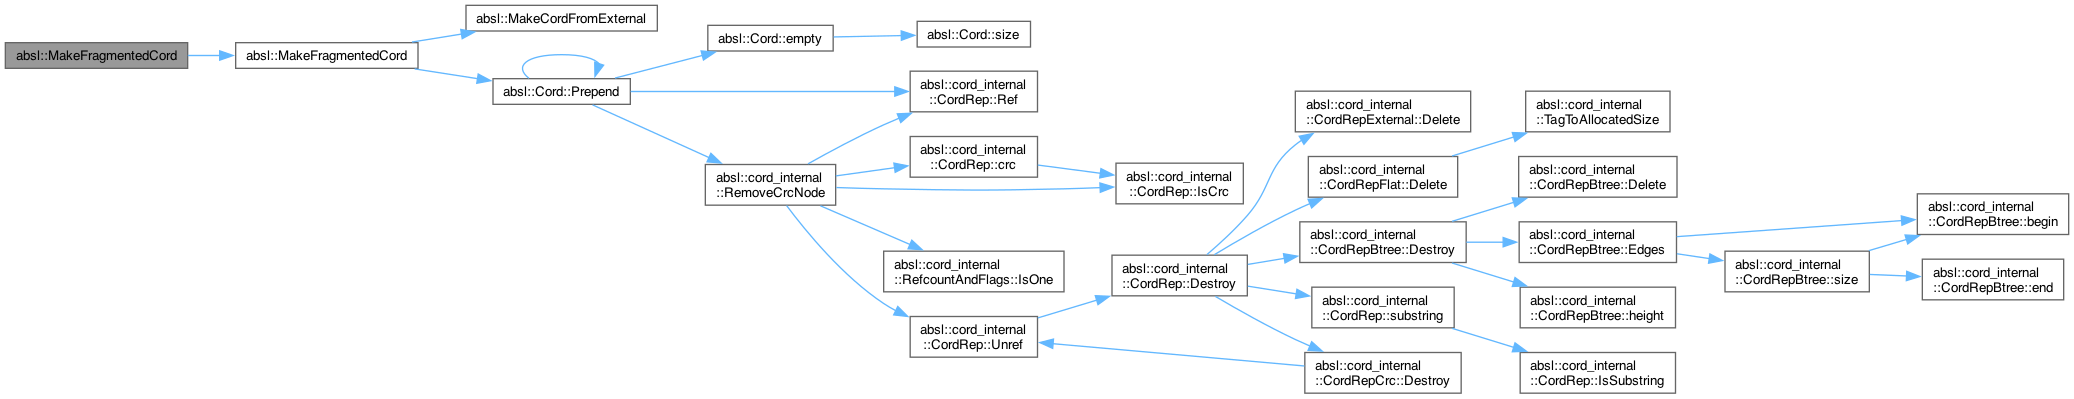 absl::MakeFragmentedCord
absl::MakeFragmentedCord
absl::MakeCordFromExternal
absl::Cord::Prepend
absl::Cord::empty
absl::Cord::size
absl::cord_internal
::CordRep::Ref
absl::cord_internal
::RemoveCrcNode
absl::cord_internal
::CordRep::crc
absl::cord_internal
::CordRep::IsCrc
absl::cord_internal
::RefcountAndFlags::IsOne
absl::cord_internal
::CordRep::Unref
absl::cord_internal
::CordRep::Destroy
absl::cord_internal
::CordRepExternal::Delete
absl::cord_internal
::CordRepFlat::Delete
absl::cord_internal
::TagToAllocatedSize
absl::cord_internal
::CordRepBtree::Destroy
absl::cord_internal
::CordRepBtree::Delete
absl::cord_internal
::CordRepBtree::Edges
absl::cord_internal
::CordRepBtree::begin
absl::cord_internal
::CordRepBtree::size
absl::cord_internal
::CordRepBtree::end
absl::cord_internal
::CordRepBtree::height
absl::cord_internal
::CordRep::substring
absl::cord_internal
::CordRep::IsSubstring
absl::cord_internal
::CordRepCrc::Destroy